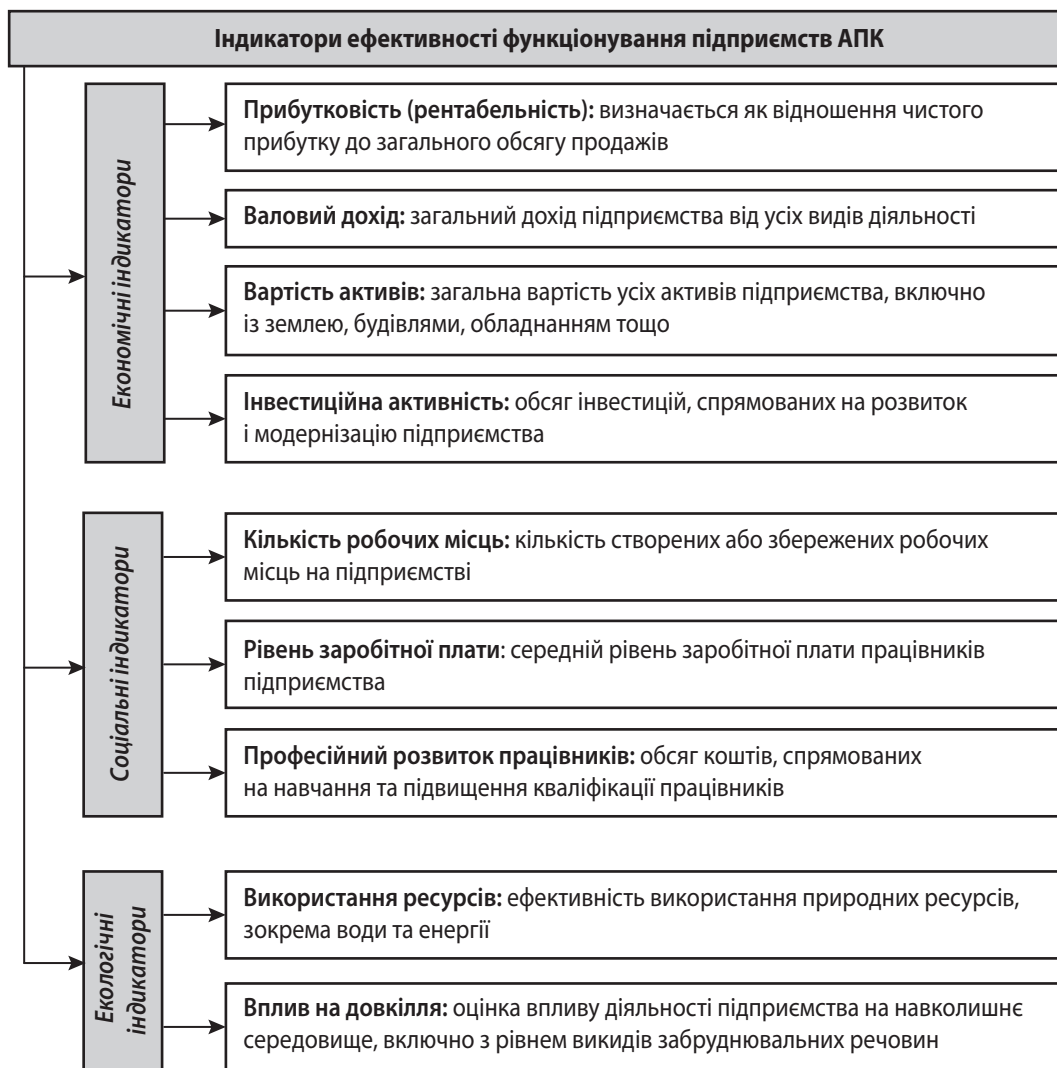 Індикатори ефективності функціонування підприємств АПК
Економічні індикатори
Прибутковість (рентабельність): визначається як відношення чистого
прибутку до загального обсягу продажів
Валовий дохід: загальний дохід підприємства від усіх видів діяльності
Вартість активів: загальна вартість усіх активів підприємства, включно
із землею, будівлями, обладнанням тощо
Інвестиційна активність: обсяг інвестицій, спрямованих на розвиток
і модернізацію підприємства
Соціальні індикатори
Кількість робочих місць: кількість створених або збережених робочих
місць на підприємстві
Рівень заробітної плати: середній рівень заробітної плати працівників
підприємства
Професійний розвиток працівників: обсяг коштів, спрямованих
на навчання та підвищення кваліфікації працівників
Екологічні
індикатори
Використання ресурсів: ефективність використання природних ресурсів,
зокрема води та енергії
Вплив на довкілля: оцінка впливу діяльності підприємства на навколишнє
середовище, включно з рівнем викидів забруднювальних речовин